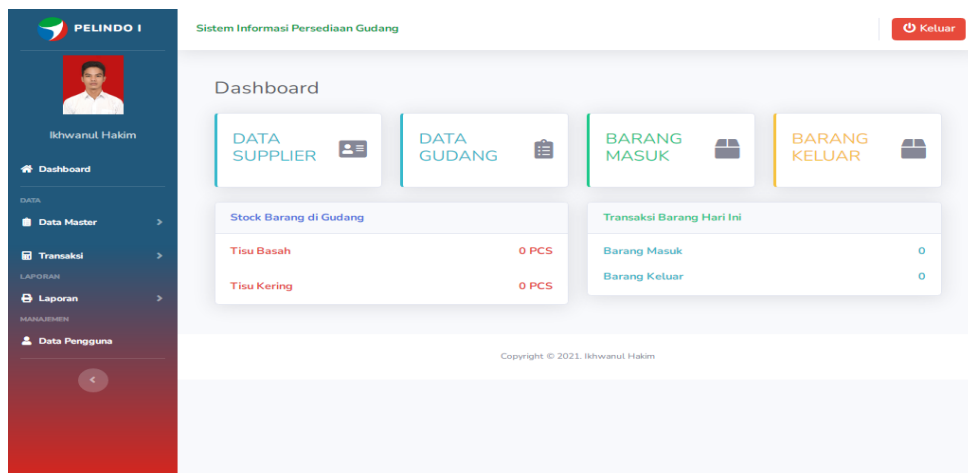 PELINDO I
Sistem Informasi Persediaan Gudang
Keluar
Ikhwanul Hakim
Dashboard
DATA
Data Master
Transaksi
LAPORAN
Laporan
MANAJEMEN
Data Pengguna
Dashboard
DATA
SUPPLIER
DATA
GUDANG
BARANG
MASUK
BARANG
KELUAR
Stock Barang di Gudang
Tisu Basah 0 PCS
Tisu Kering 0 PCS
Transaksi Barang Hari Ini
Barang Masuk 0
Barang Keluar 0
Copyright © 2021. Ikhwanul Hakim